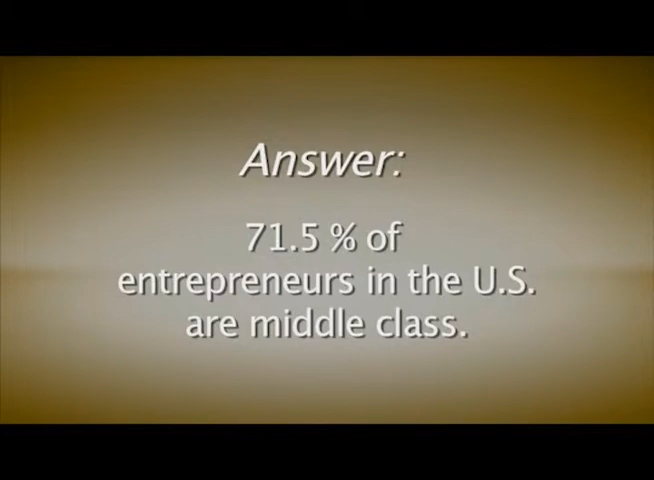 Answer:
71.5 % of
entrepreneurs in the U.S.
are middle class.